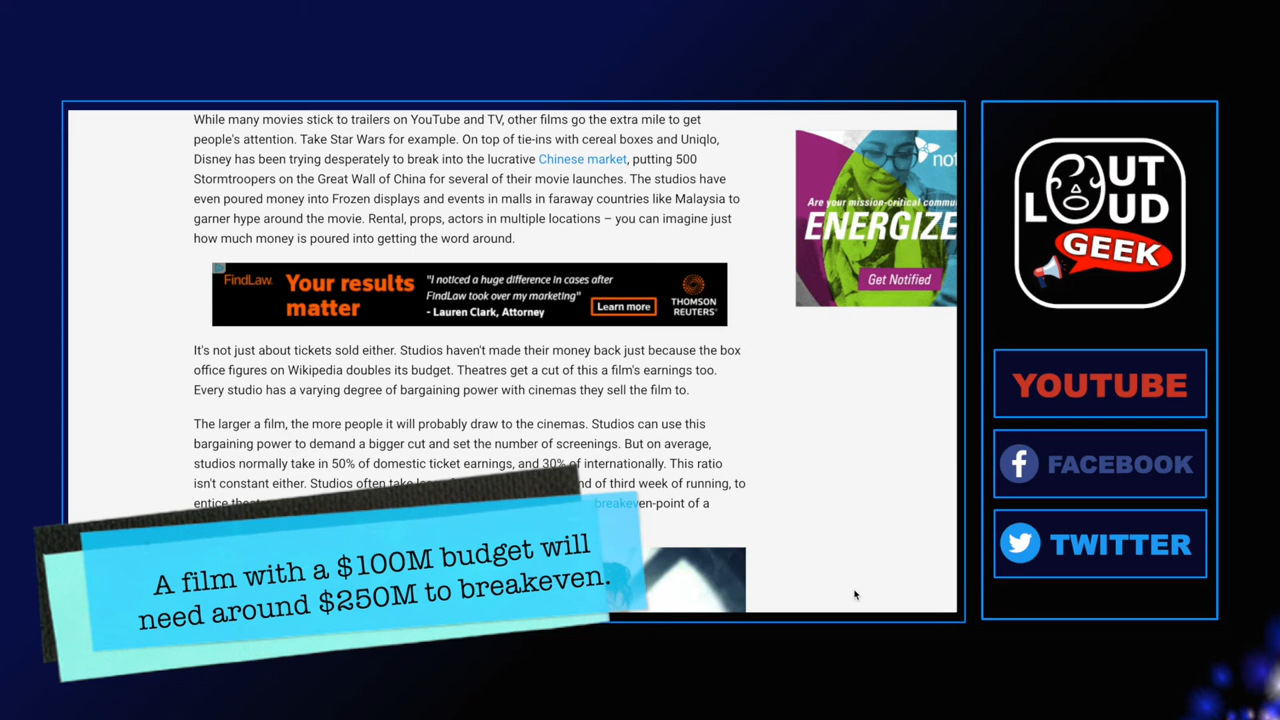 While many movies stick to trailers on YouTube and TV, other films go the extra mile to get
people's attention. Take Star Wars for example. On top of tie-ins with cereal boxes and Uniqlo,
Disney has been trying desperately to break into the lucrative Chinese market, putting 500
Stormtroopers on the Great Wall of China for several of their movie launches. The studios have
even poured money into Frozen displays and events in malls in faraway countries like Malaysia to
garner hype around the movie. Rental, props, actors in multiple locations – you can imagine just
how much money is poured into getting the word around.
FindLaw.
Your results
matter
"I noticed a huge difference in cases after
FindLaw took over my marketing"
- Lauren Clark, Attorney
Learn more
THOMSON
REUTERS®
It's not just about tickets sold either. Studios haven't made their money back just because the box
office figures on Wikipedia doubles its budget. Theatres get a cut of this a film's earnings too.
Every studio has a varying degree of bargaining power with cinemas they sell the film to.
The larger a film, the more people it will probably draw to the cinemas. Studios can use this
bargaining power to demand a bigger cut and set the number of screenings. But on average,
studios normally take in 50% of domestic ticket earnings, and 30% of internationally. This ratio
isn't constant either. Studios often take nd of third week of running, to
entice breakeven-point of a
A film with a $100M budget will
need around $250M to breakeven.
not
Are your mission-critical commu
ENERGIZE
Get Notified
OUT
LOUD
GEEK
YOUTUBE
FACEBOOK
TWITTER